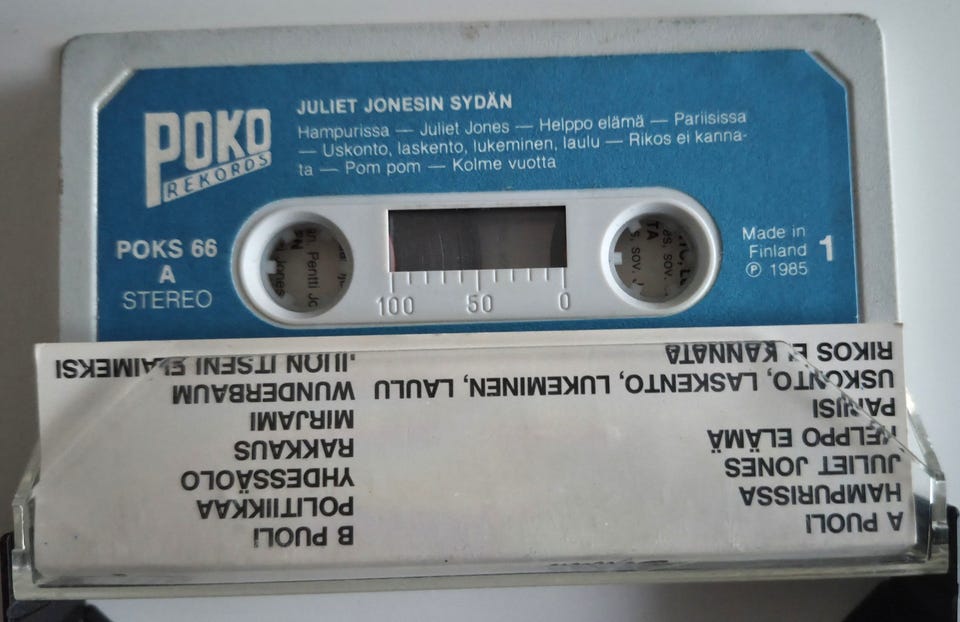 POKO
REKORDS
JULIET JONESIN SYDÄN
Hampurissa — Juliet Jones — Helppo elämä — Pariisissa
— Uskonto, laskento, lukeminen, laulu — Rikos ei kanna-
ta — Pom pom — Kolme vuotta
POKS 66
A
STEREO
100 50 0
Made in
Finland
℗ 1985
1
A PUOLI
HAMPURISSA
JULIET JONES
HELPPO ELÄMÄ
PARIISI
USKONTO, LASKENTO, LUKEMINEN, LAULU
RIKOS EI KANNATA
B PUOLI
POLITIIKKAA
YHDESSÄOLO
RAKKAUS
MIRJAMI
WUNDERBAUM
ITSENI ELÄIMEKSI